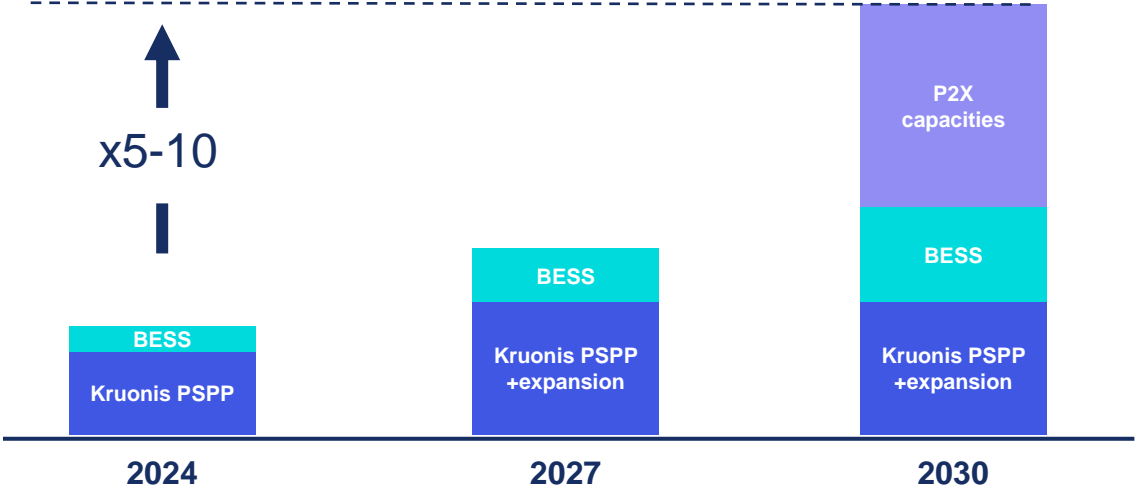 P2X
capacities
x5-10
BESS
BESS
BESS
Kruonis PSPP
Kruonis PSPP
+expansion
Kruonis PSPP
+expansion
2024
2027
2030